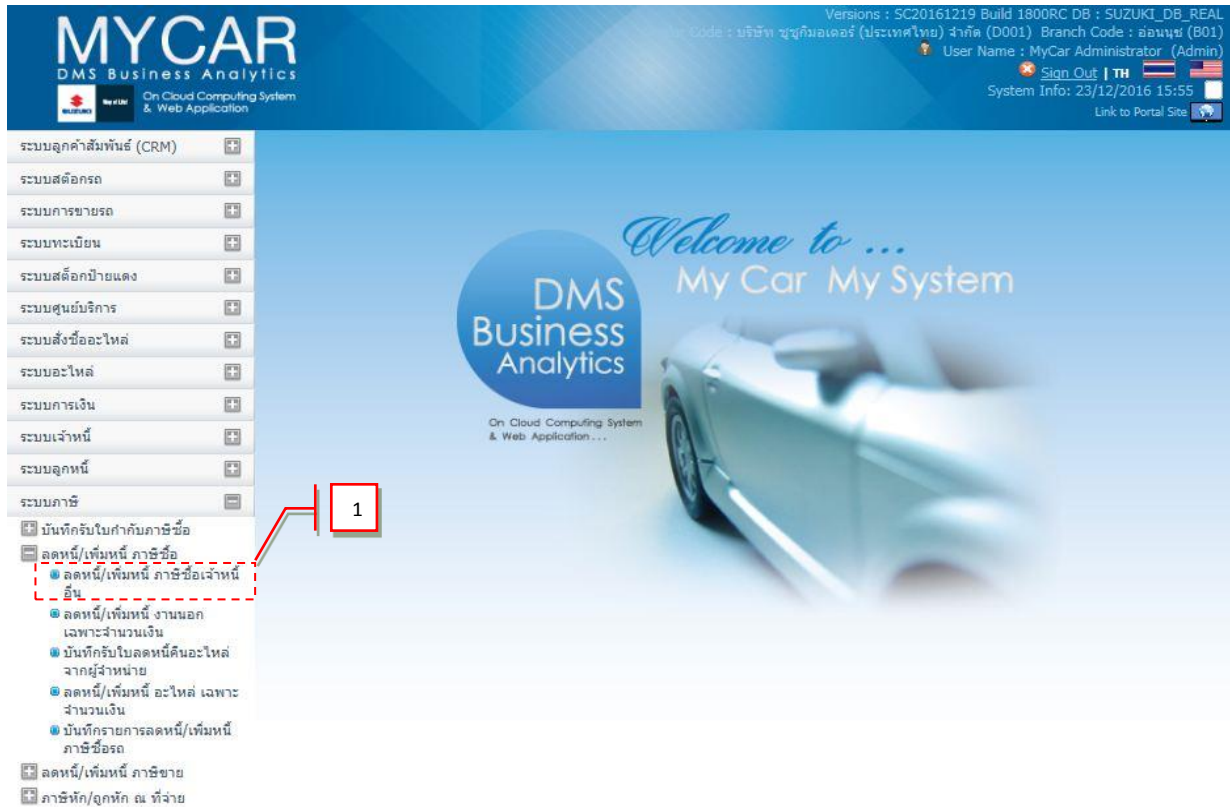 MYCAR
DMS Business Analytics
SUZUKI
Way of Life!
On Cloud Computing System
& Web Application
Versions : SC20161219 Build 1800RC DB : SUZUKI_DB_REAL
Code : บริษัท ซูซูกิมอเตอร์ (ประเทศไทย) จำกัด (D001) Branch Code : อ่อนนุช (B01)
User Name : MyCar Administrator (Admin)
Sign Out | TH
System Info: 23/12/2016 15:55
Link to Portal Site
ระบบลูกค้าสัมพันธ์ (CRM)
ระบบสต๊อกรถ
ระบบการขายรถ
ระบบทะเบียน
ระบบสต็อกป้ายแดง
ระบบศูนย์บริการ
ระบบสั่งซื้ออะไหล่
ระบบอะไหล่
ระบบการเงิน
ระบบเจ้าหนี้
ระบบลูกหนี้
ระบบภาษี
บันทึกรับใบกำกับภาษีซื้อ
ลดหนี้/เพิ่มหนี้ ภาษีซื้อ
ลดหนี้/เพิ่มหนี้ ภาษีซื้อเจ้าหนี้
อื่น
ลดหนี้/เพิ่มหนี้ งานนอก
เฉพาะจำนวนเงิน
บันทึกรับใบลดหนี้คืนอะไหล่
จากผู้จำหน่าย
ลดหนี้/เพิ่มหนี้ อะไหล่ เฉพาะ
จำนวนเงิน
บันทึกรายการลดหนี้/เพิ่มหนี้
ภาษีซื้อรถ
ลดหนี้/เพิ่มหนี้ ภาษีขาย
ภาษีหัก/ถูกหัก ณ ที่จ่าย
1
Welcome to ...
My Car My System
DMS
Business
Analytics
On Cloud Computing System
& Web Application...